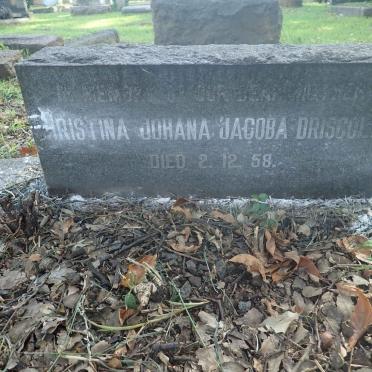 IN MEMORY OF OUR DEAR MOTHER
CHRISTINA JOHANA JACOBA DRISCOLL
DIED 2.12.58.